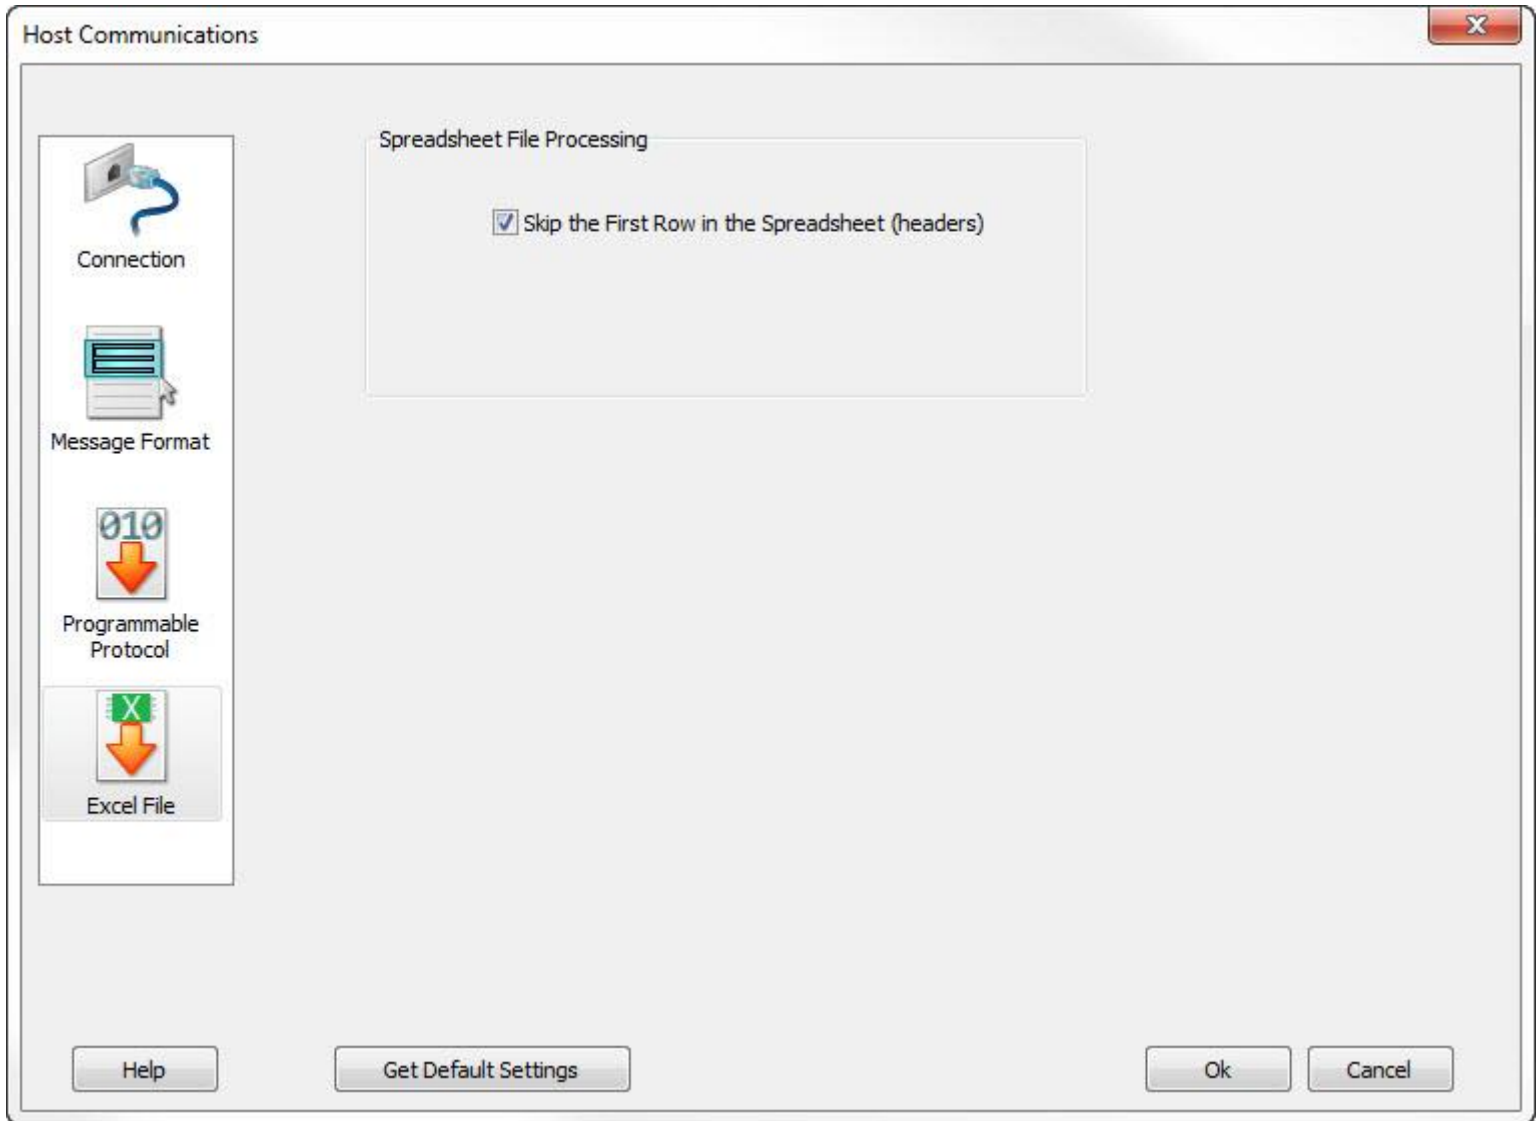 Host Communications
Connection
Message Format
010
Programmable
Protocol
X
Excel File
Spreadsheet File Processing
Skip the First Row in the Spreadsheet (headers)
Help
Get Default Settings
Ok
Cancel